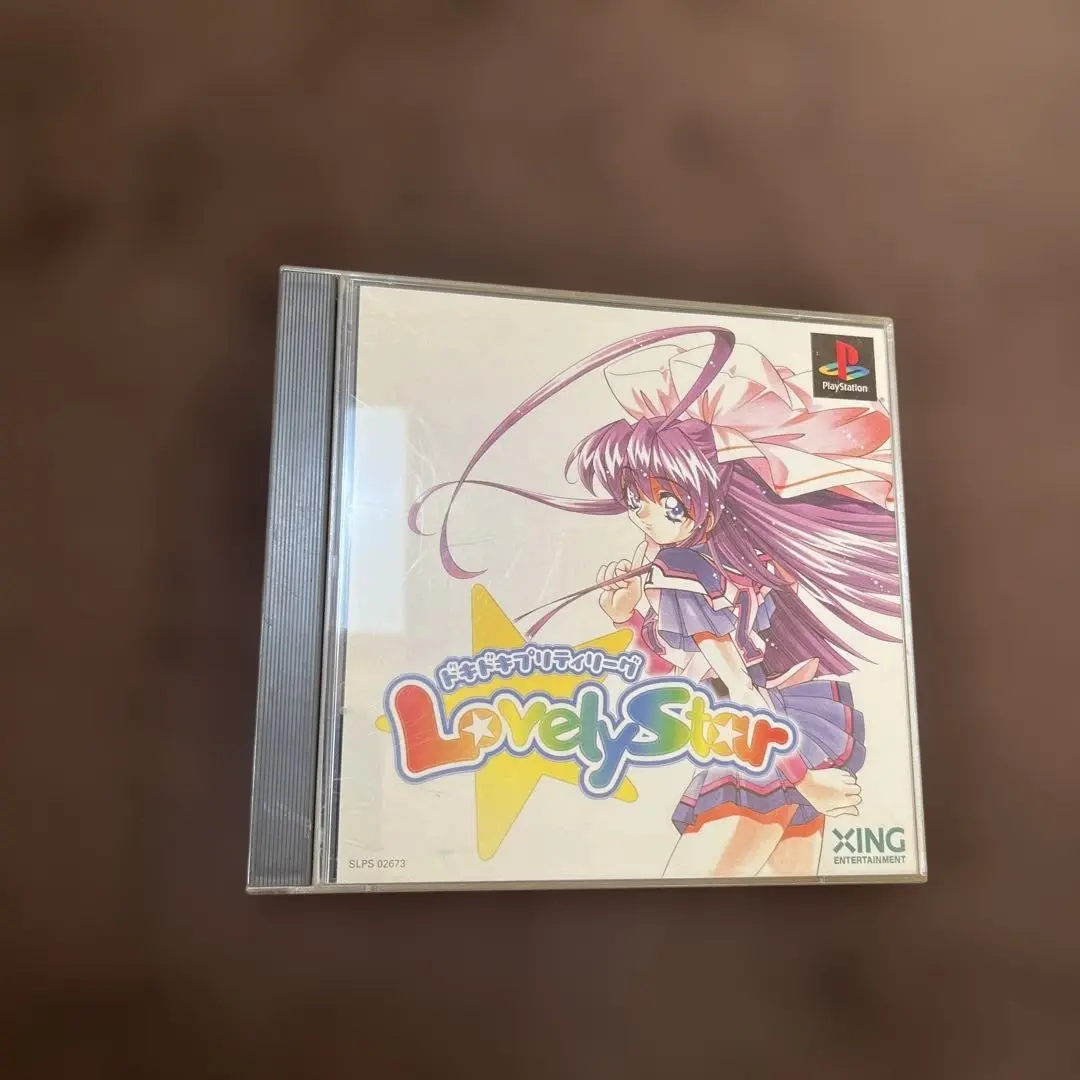 PlayStation
ドキドキプリティリーグ
Lovely Star
XING
ENTERTAINMENT
SLPS 02673